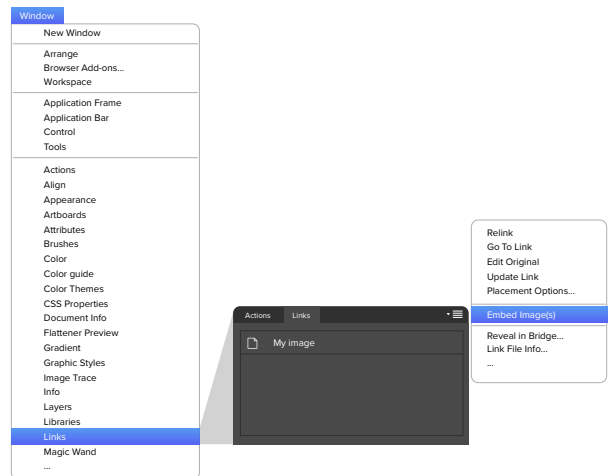 Window
New Window
Arrange
Browser Add-ons...
Workspace
Application Frame
Application Bar
Control
Tools
Actions
Align
Appearance
Artboards
Attributes
Brushes
Color
Color guide
Color Themes
CSS Properties
Document Info
Flattener Preview
Gradient
Graphic Styles
Image Trace
Info
Layers
Libraries
Links
Magic Wand
...
Actions Links
My image
Relink
Go To Link
Edit Original
Update Link
Placement Options...
Embed Image(s)
Reveal in Bridge...
Link File Info...
...